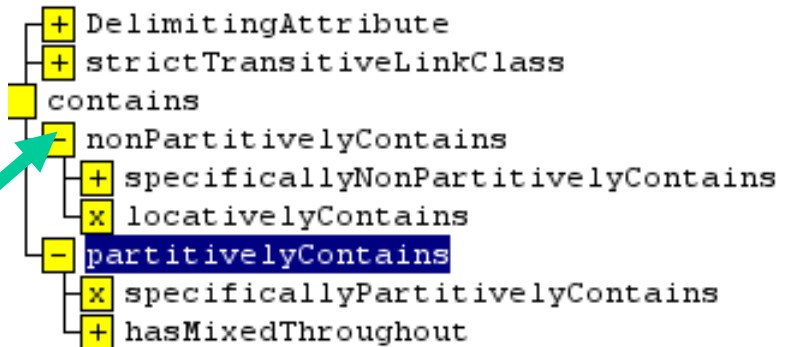 + DelimitingAttribute
+ strictTransitiveLinkClass
contains
- nonPartitivelyContains
+ specificallyNonPartitivelyContains
x locativelyContains
- partitivelyContains
x specificallyPartitivelyContains
+ hasMixedThroughout